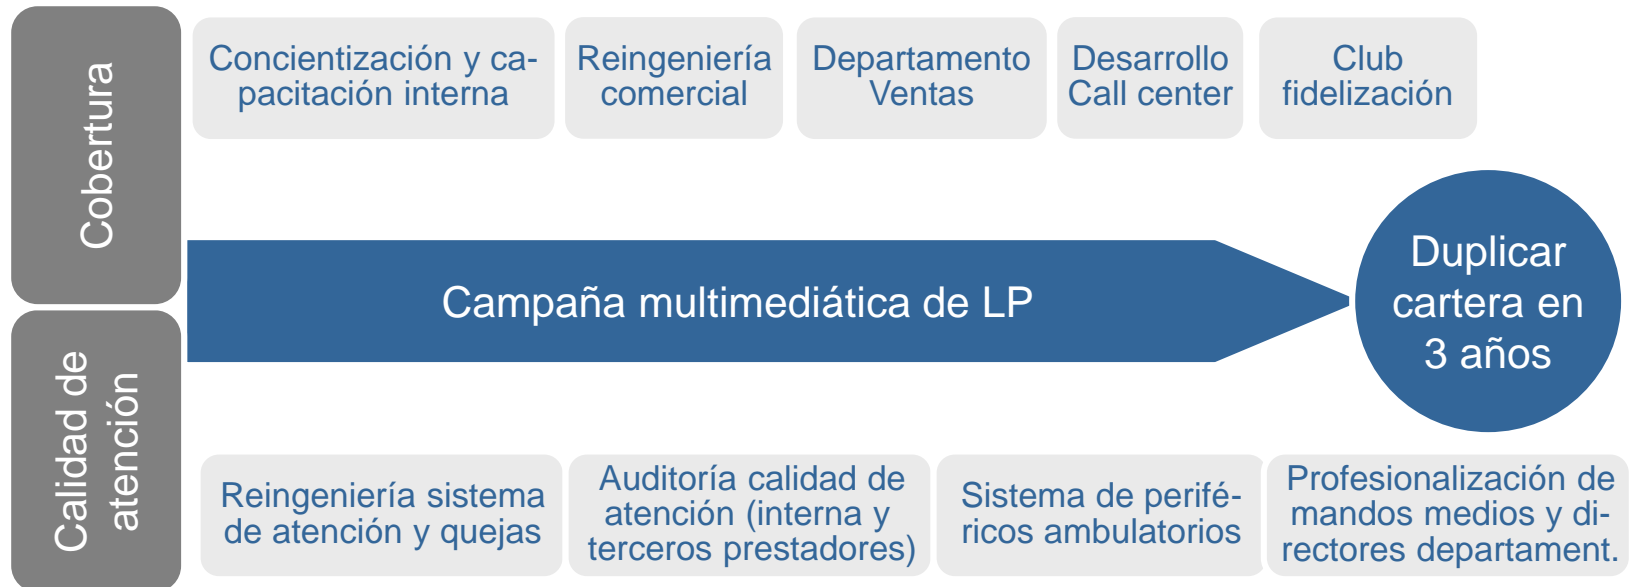 Cobertura
Concientización y ca-
pacitación interna
Reingeniería
comercial
Departamento
Ventas
Desarrollo
Call center
Club
fidelización
Campaña multimediática de LP
Duplicar
cartera en
3 años
Calidad de
atención
Reingeniería sistema
de atención y quejas
Auditoría calidad de
atención (interna y
terceros prestadores)
Sistema de perifé-
ricos ambulatorios
Profesionalización de
mandos medios y di-
rectores departament.